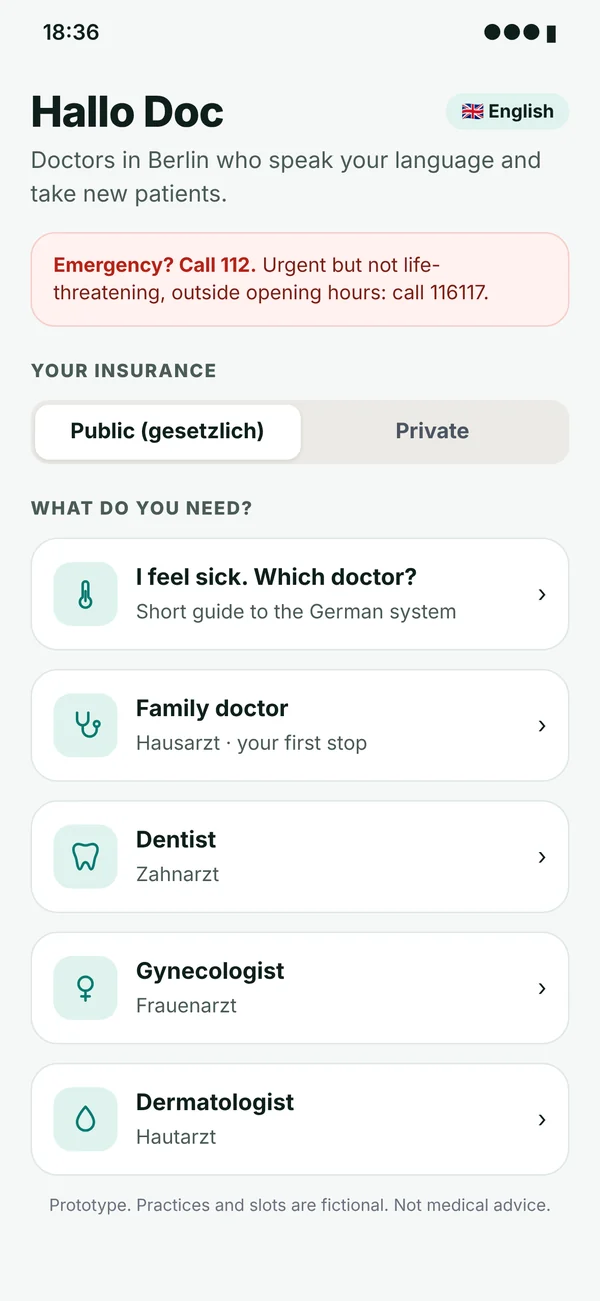 18:36
Hallo Doc
🇬🇧 English
Doctors in Berlin who speak your language and
take new patients.
Emergency? Call 112. Urgent but not life-
threatening, outside opening hours: call 116117.
YOUR INSURANCE
Public (gesetzlich)
Private
WHAT DO YOU NEED?
I feel sick. Which doctor?
Short guide to the German system
Family doctor
Hausarzt · your first stop
Dentist
Zahnarzt
Gynecologist
Frauenarzt
Dermatologist
Hautarzt
Prototype. Practices and slots are fictional. Not medical advice.